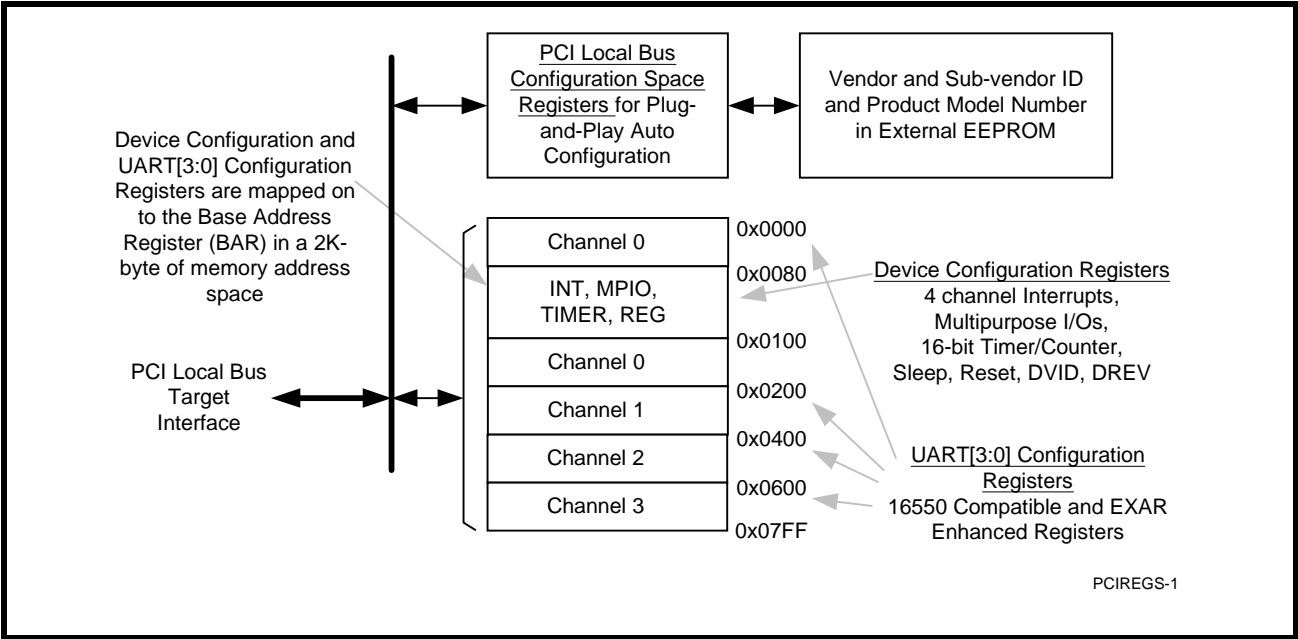 PCI Local Bus
Configuration Space
Registers for Plug-
and-Play Auto
Configuration
Vendor and Sub-vendor ID
and Product Model Number
in External EEPROM
Device Configuration and
UART[3:0] Configuration
Registers are mapped on
to the Base Address
Register (BAR) in a 2K-
byte of memory address
space
PCI Local Bus
Target
Interface
Channel 0
INT, MPIO,
TIMER, REG
Channel 0
Channel 1
Channel 2
Channel 3
0x0000
0x0080
0x0100
0x0200
0x0400
0x0600
0x07FF
Device Configuration Registers
4 channel Interrupts,
Multipurpose I/Os,
16-bit Timer/Counter,
Sleep, Reset, DVID, DREV
UART[3:0] Configuration
Registers
16550 Compatible and EXAR
Enhanced Registers
PCIREGS-1